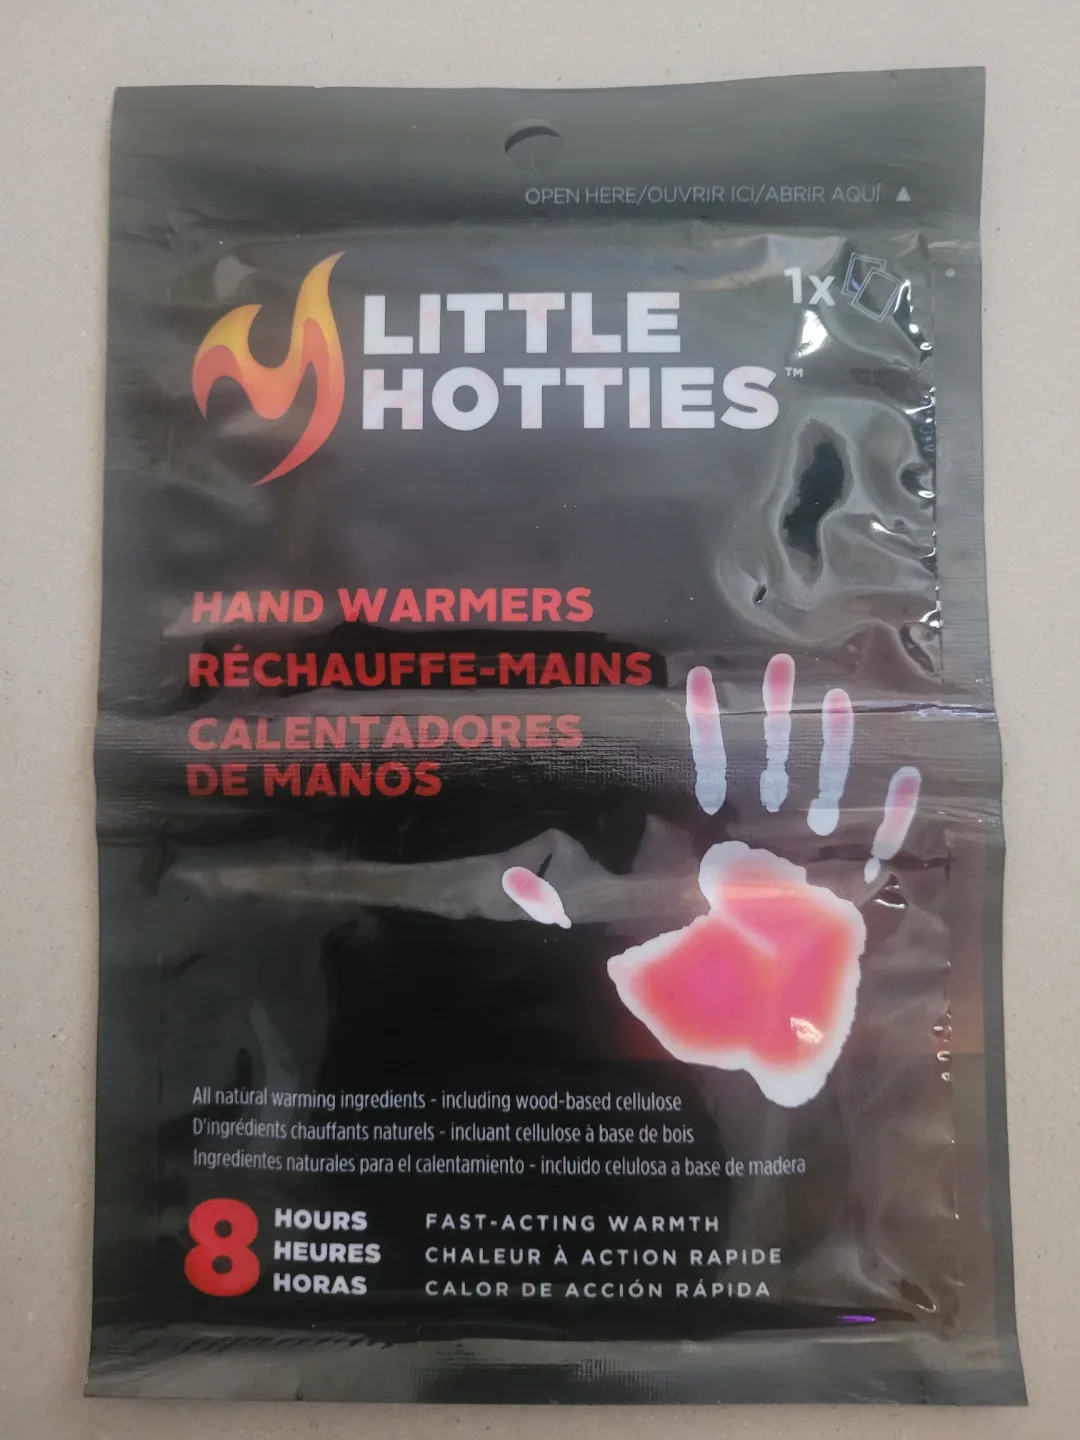 OPEN HERE/OUVRIR ICI/ABRIR AQUÍ ▲
1x
LITTLE
HOTTIES™
HAND WARMERS
RÉCHAUFFE-MAINS
CALENTADORES
DE MANOS
All natural warming ingredients - including wood-based cellulose
D'ingrédients chauffants naturels - incluant cellulose à base de bois
Ingredientes naturales para el calentamiento - incluido celulosa a base de madera
8 HOURS
HEURES
HORAS
FAST-ACTING WARMTH
CHALEUR À ACTION RAPIDE
CALOR DE ACCIÓN RÁPIDA